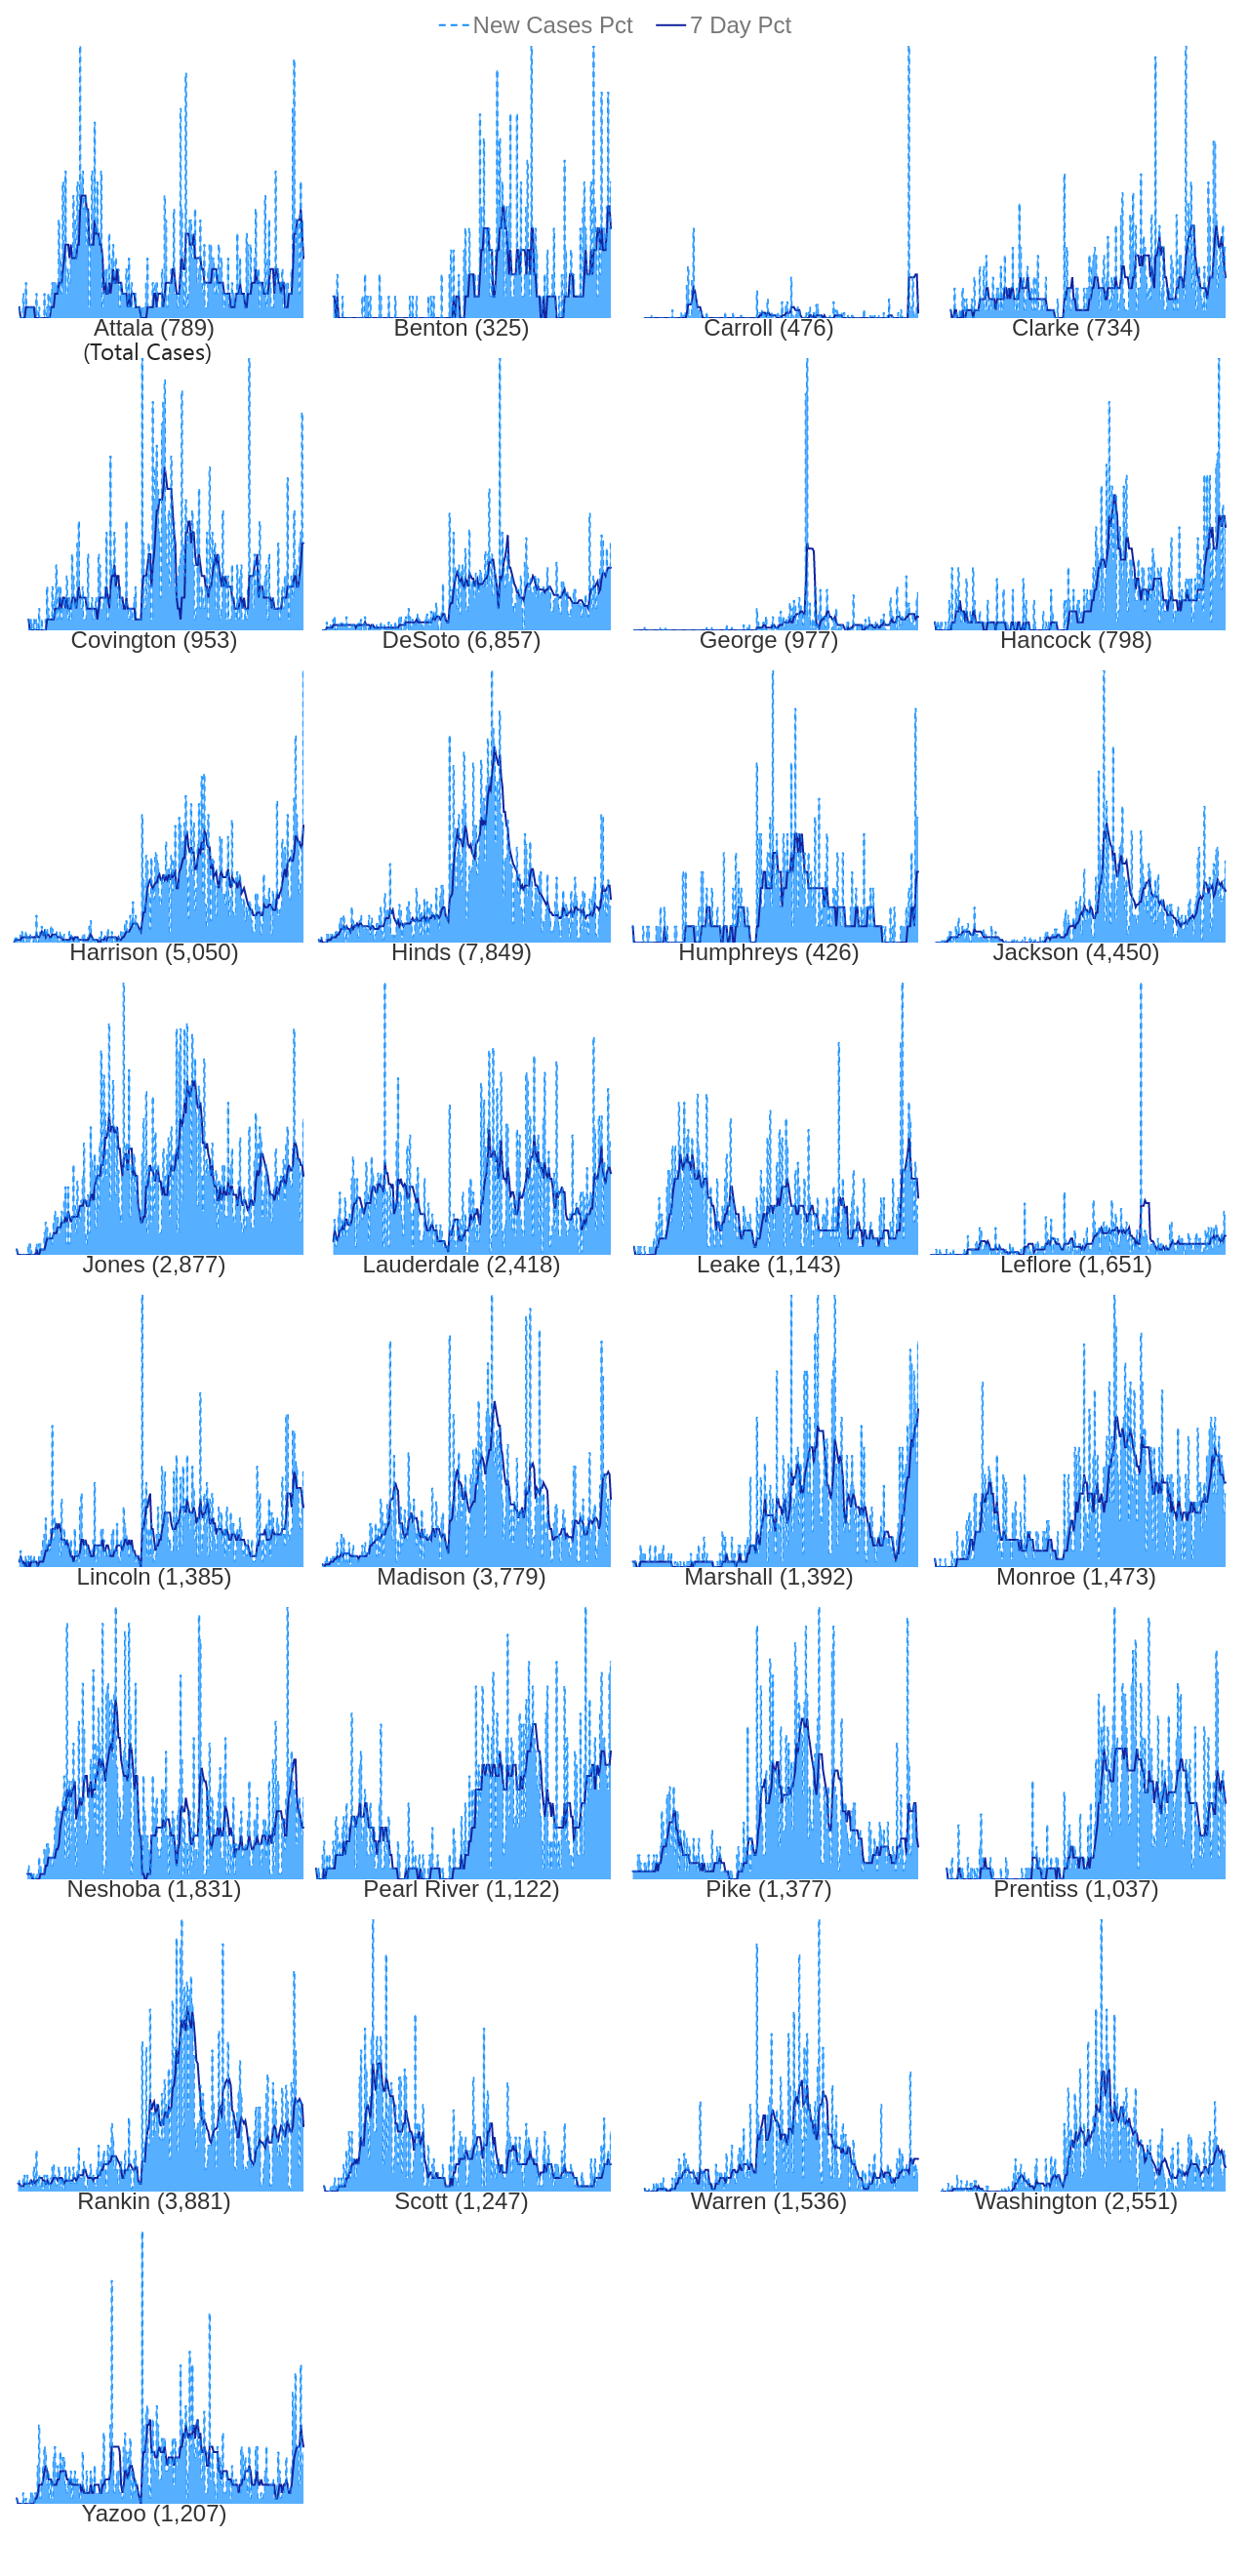 New Cases Pct 7 Day Pct
Attala (789) Benton (325) Carroll (476) Clarke (734)
(Total Cases)
Covington (953) DeSoto (6,857) George (977) Hancock (798)
Harrison (5,050) Hinds (7,849) Humphreys (426) Jackson (4,450)
Jones (2,877) Lauderdale (2,418) Leake (1,143) Leflore (1,651)
Lincoln (1,385) Madison (3,779) Marshall (1,392) Monroe (1,473)
Neshoba (1,831) Pearl River (1,122) Pike (1,377) Prentiss (1,037)
Rankin (3,881) Scott (1,247) Warren (1,536) Washington (2,551)
Yazoo (1,207)